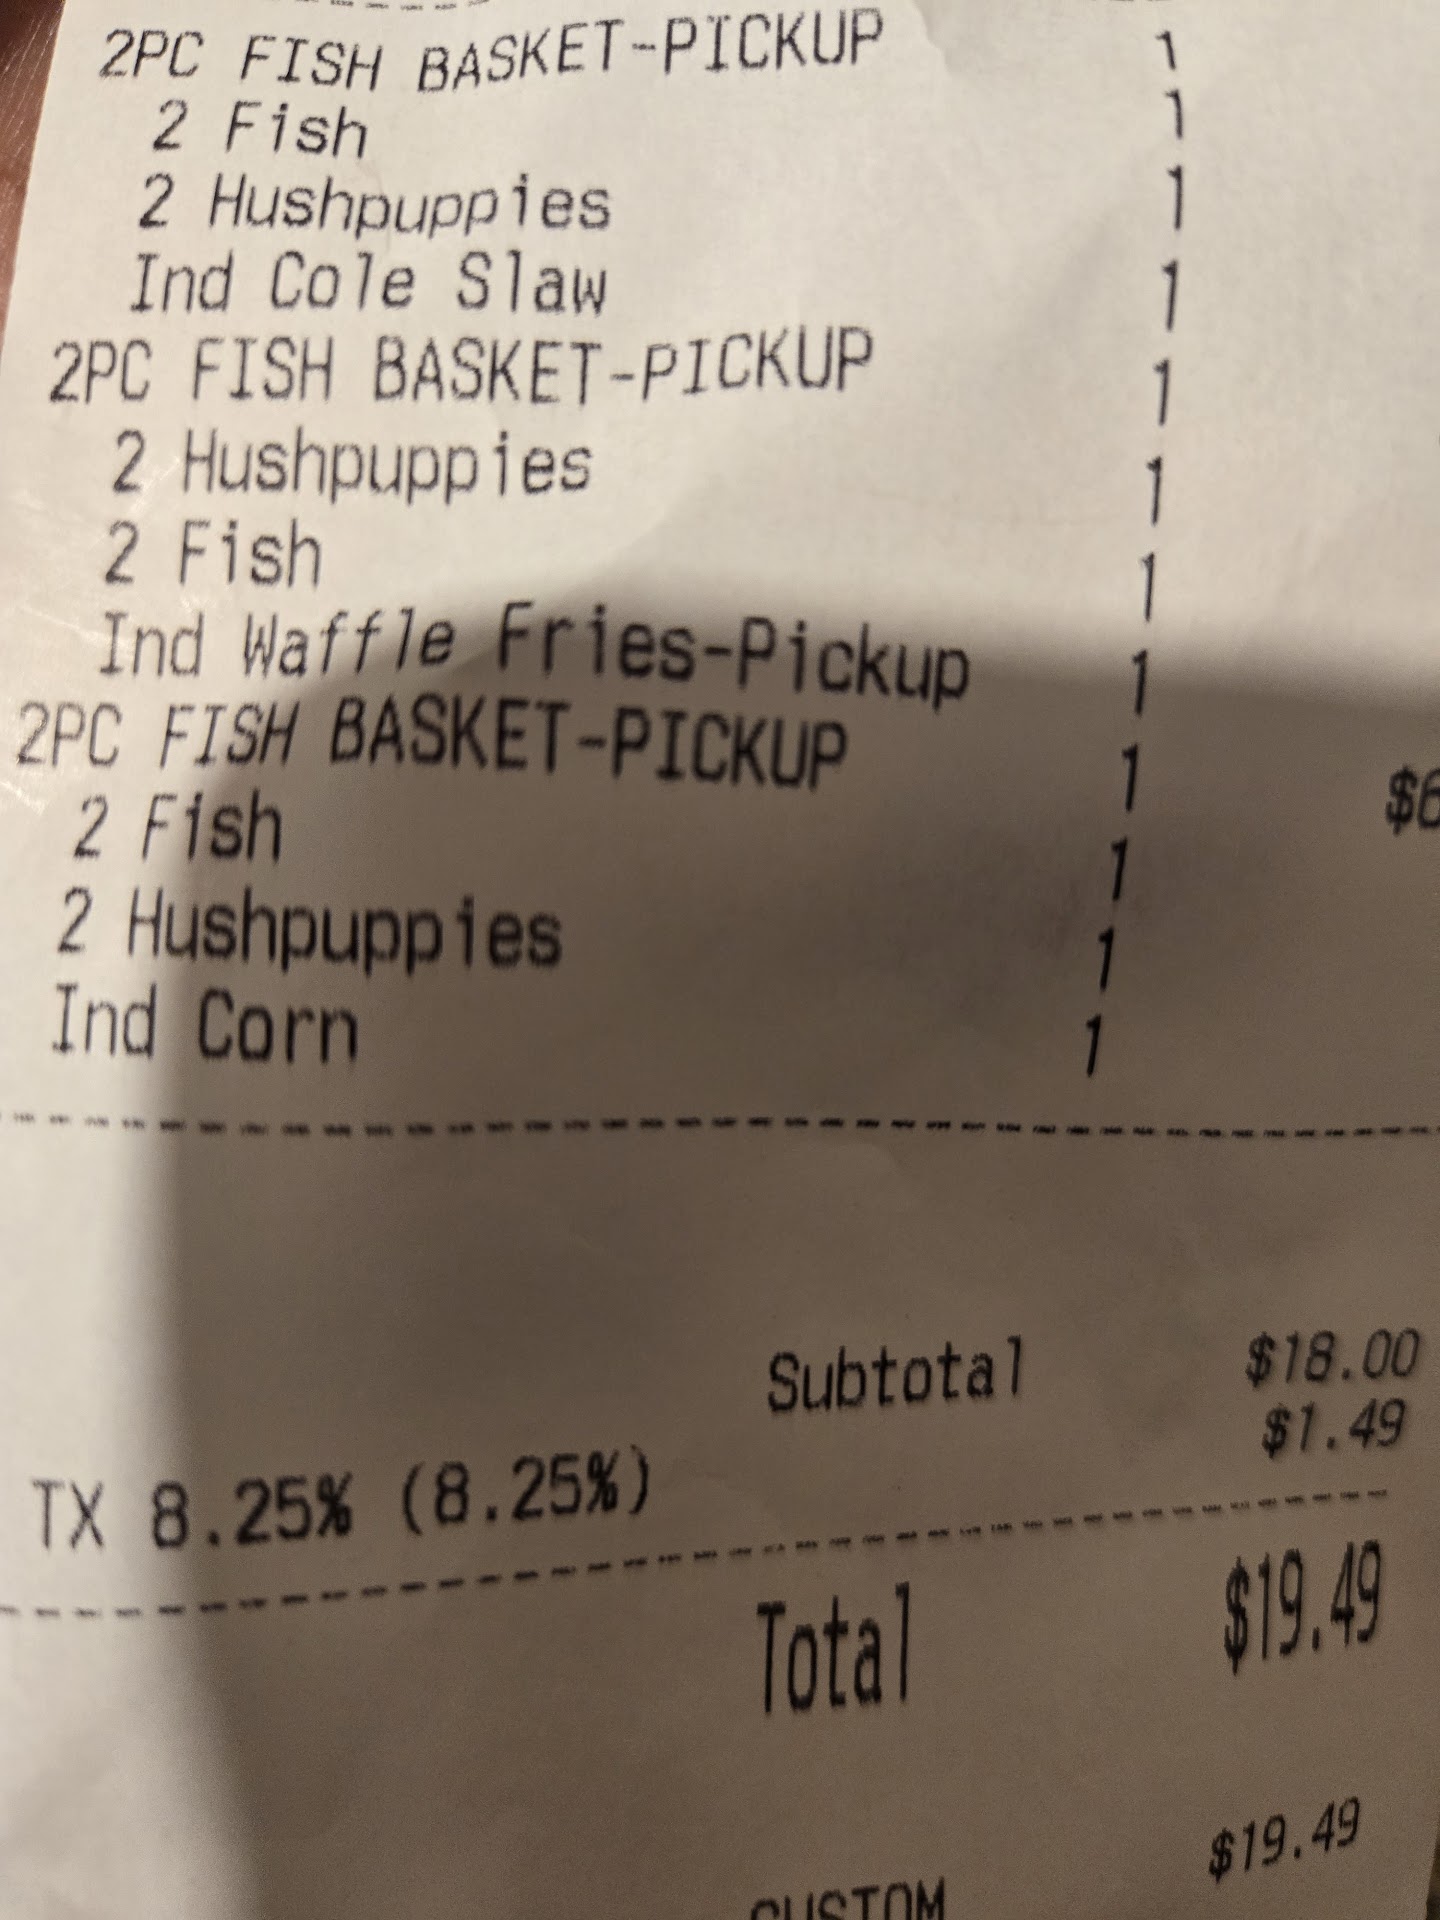 2PC FISH BASKET-PICKUP 1
2 Fish 1
2 Hushpuppies 1
Ind Cole Slaw 1
2PC FISH BASKET-PICKUP 1
2 Hushpuppies 1
2 Fish 1
Ind Waffle Fries-Pickup 1
2PC FISH BASKET-PICKUP 1 $6
2 Fish 1
2 Hushpuppies 1
Ind Corn 1
Subtotal $18.00
TX 8.25% (8.25%) $1.49
Total $19.49
CUSTOM $19.49